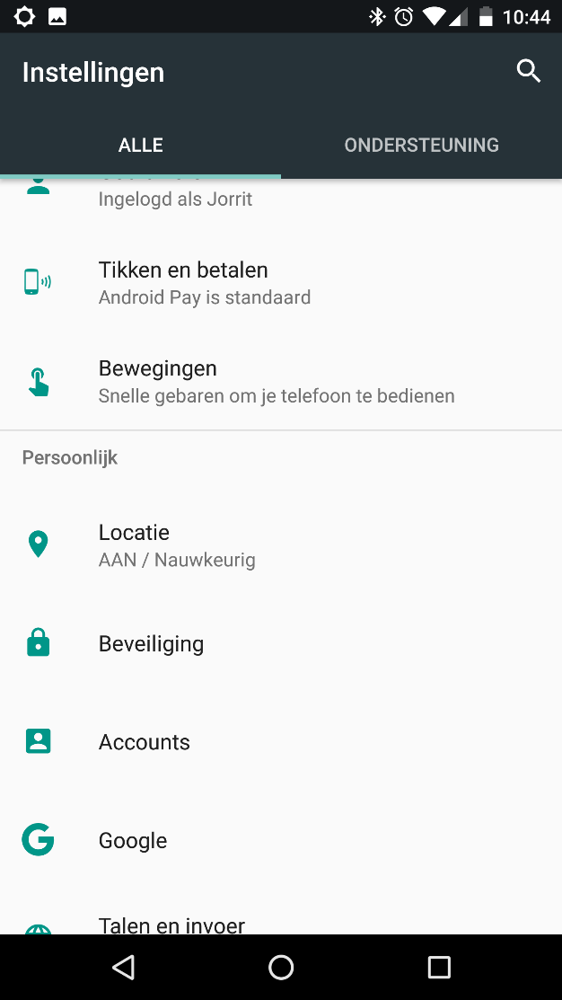 10:44
Instellingen
ALLE
ONDERSTEUNING
Ingelogd als Jorrit
Tikken en betalen
Android Pay is standaard
Bewegingen
Snelle gebaren om je telefoon te bedienen
Persoonlijk
Locatie
AAN / Nauwkeurig
Beveiliging
Accounts
Google
Talen en invoer